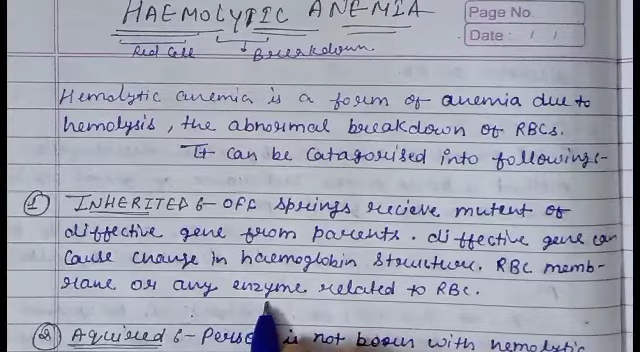 HAEMOLYTIC ANEMIA
Page No
Date : / /
Red Cell Breakdown
Hemolytic anemia is a form of anemia due to
hemolysis, the abnormal breakdown of RBCs.
It can be catagorised into following:-
① INHERITED :- OFF springs recieve mutent or
diffective gene from parents. diffective gene can
cause change in haemoglobin structure. RBC memb-
rane or any enzyme related to RBC.
② Aquired :- Perso is not born with hemolytic